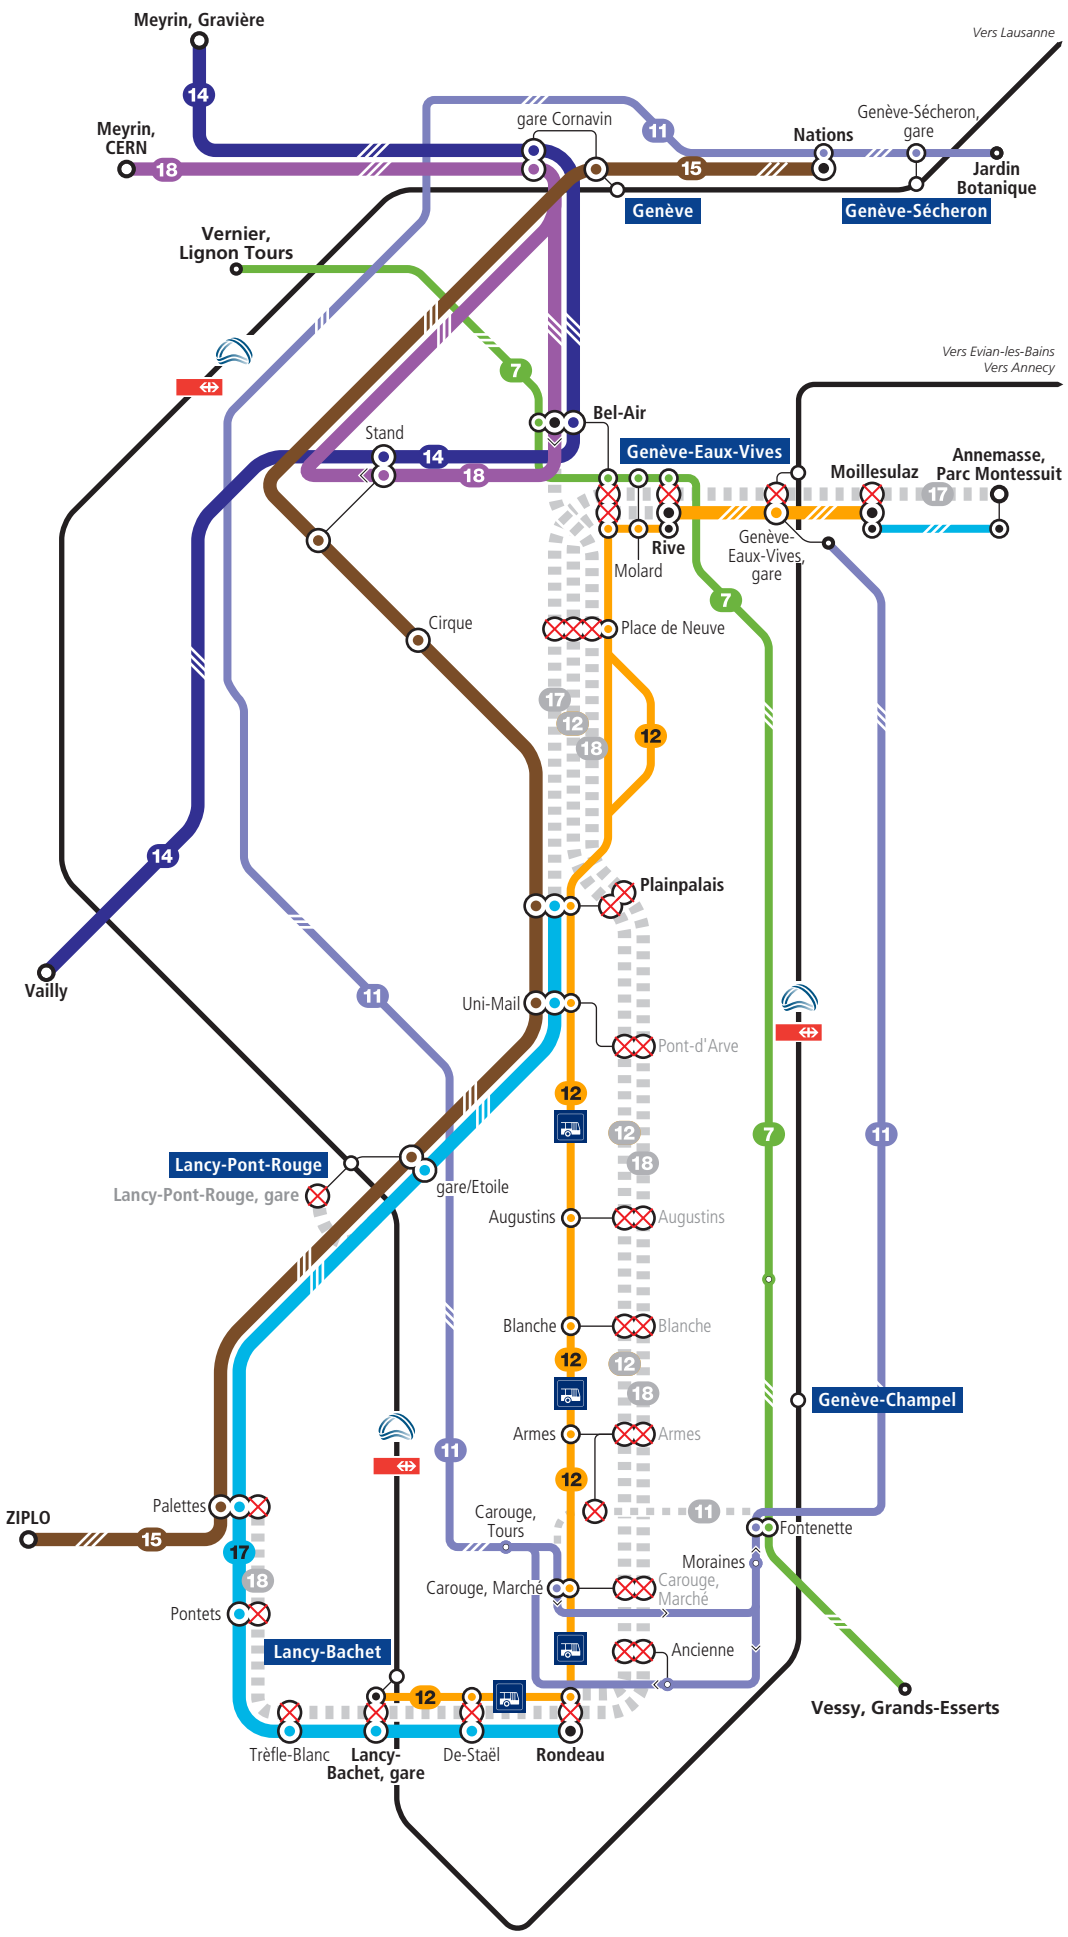 Meyrin, Gravière
Vers Lausanne
14
gare Cornavin
Genève-Sécheron,
gare
Meyrin,
CERN
11
Nations
18
15
Jardin
Botanique
Genève
Genève-Sécheron
Vernier,
Lignon Tours
Vers Evian-les-Bains
Vers Annecy
7
Bel-Air
Stand
14
18
Genève-Eaux-Vives
Moillesulaz
Annemasse,
Parc Montessuit
17
Rive
Genève-
Eaux-Vives,
gare
Molard
7
Cirque
Place de Neuve
17
12
18
12
14
Plainpalais
Vailly
11
Uni-Mail
Pont-d'Arve
12
12
7
11
18
Lancy-Pont-Rouge
Lancy-Pont-Rouge, gare
gare/Etoile
Augustins
Augustins
Blanche
Blanche
12
12
18
Genève-Champel
Armes
Armes
11
12
Palettes
ZIPLO
15
Carouge,
Tours
11
Fontenette
17
18
Moraines
Carouge, Marché
Carouge,
Marché
Pontets
Lancy-Bachet
Ancienne
12
Vessy, Grands-Esserts
Trèfle-Blanc
Lancy-
Bachet, gare
De-Staël
Rondeau